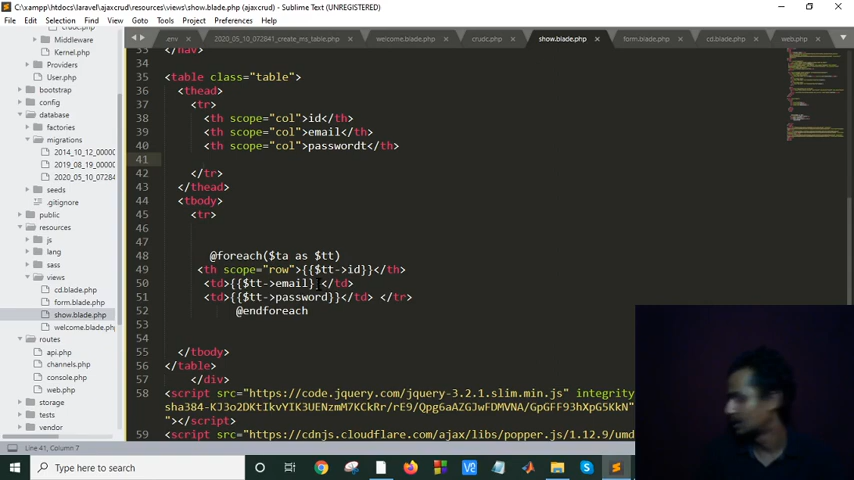 C:\xampp\htdocs\laravel\ajaxcrud\resources\views\show.blade.php (ajaxcrud) - Sublime Text (UNREGISTERED)
File Edit Selection Find View Goto Tools Project Preferences Help
.env 2020_05_10_072641_create_ms_table.php welcome.blade.php crudc.php show.blade.php form.blade.php cd.blade.php web.php
Middleware
Kernel.php
Providers
User.php
bootstrap
config
database
factories
migrations
2014_10_12_00000
2019_08_19_00000
2020_05_10_07264
seeds
.gitignore
public
resources
js
lang
sass
views
cd.blade.php
form.blade.php
show.blade.php
welcome.blade.php
routes
api.php
channels.php
console.php
web.php
storage
tests
vendor
33 </nav>
34
35 <table class="table">
36 <thead>
37 <tr>
38 <th scope="col">id</th>
39 <th scope="col">email</th>
40 <th scope="col">passwordt</th>
41
42 </tr>
43 </thead>
44 <tbody>
45 <tr>
46
47
48 @foreach($ta as $tt)
49 <th scope="row">{{$tt->id}}</th>
50 <td>{{$tt->email}}</td>
51 <td>{{$tt->password}}</td> </tr>
52 @endforeach
53
54
55 </tbody>
56 </table>
57 </div>
58 <script src="https://code.jquery.com/jquery-3.2.1.slim.min.js" integrity
sha384-KJ3o2DKtIkvYIK3UENzmM7KCkRr/rE9/Qpg6aAZGJwFDMVNA/GpGFF93hXpG5KkN"
"></script>
59 <script src="https://cdnjs.cloudflare.com/ajax/libs/popper.js/1.12.9/umd
Line 41, Column 7
Type here to search